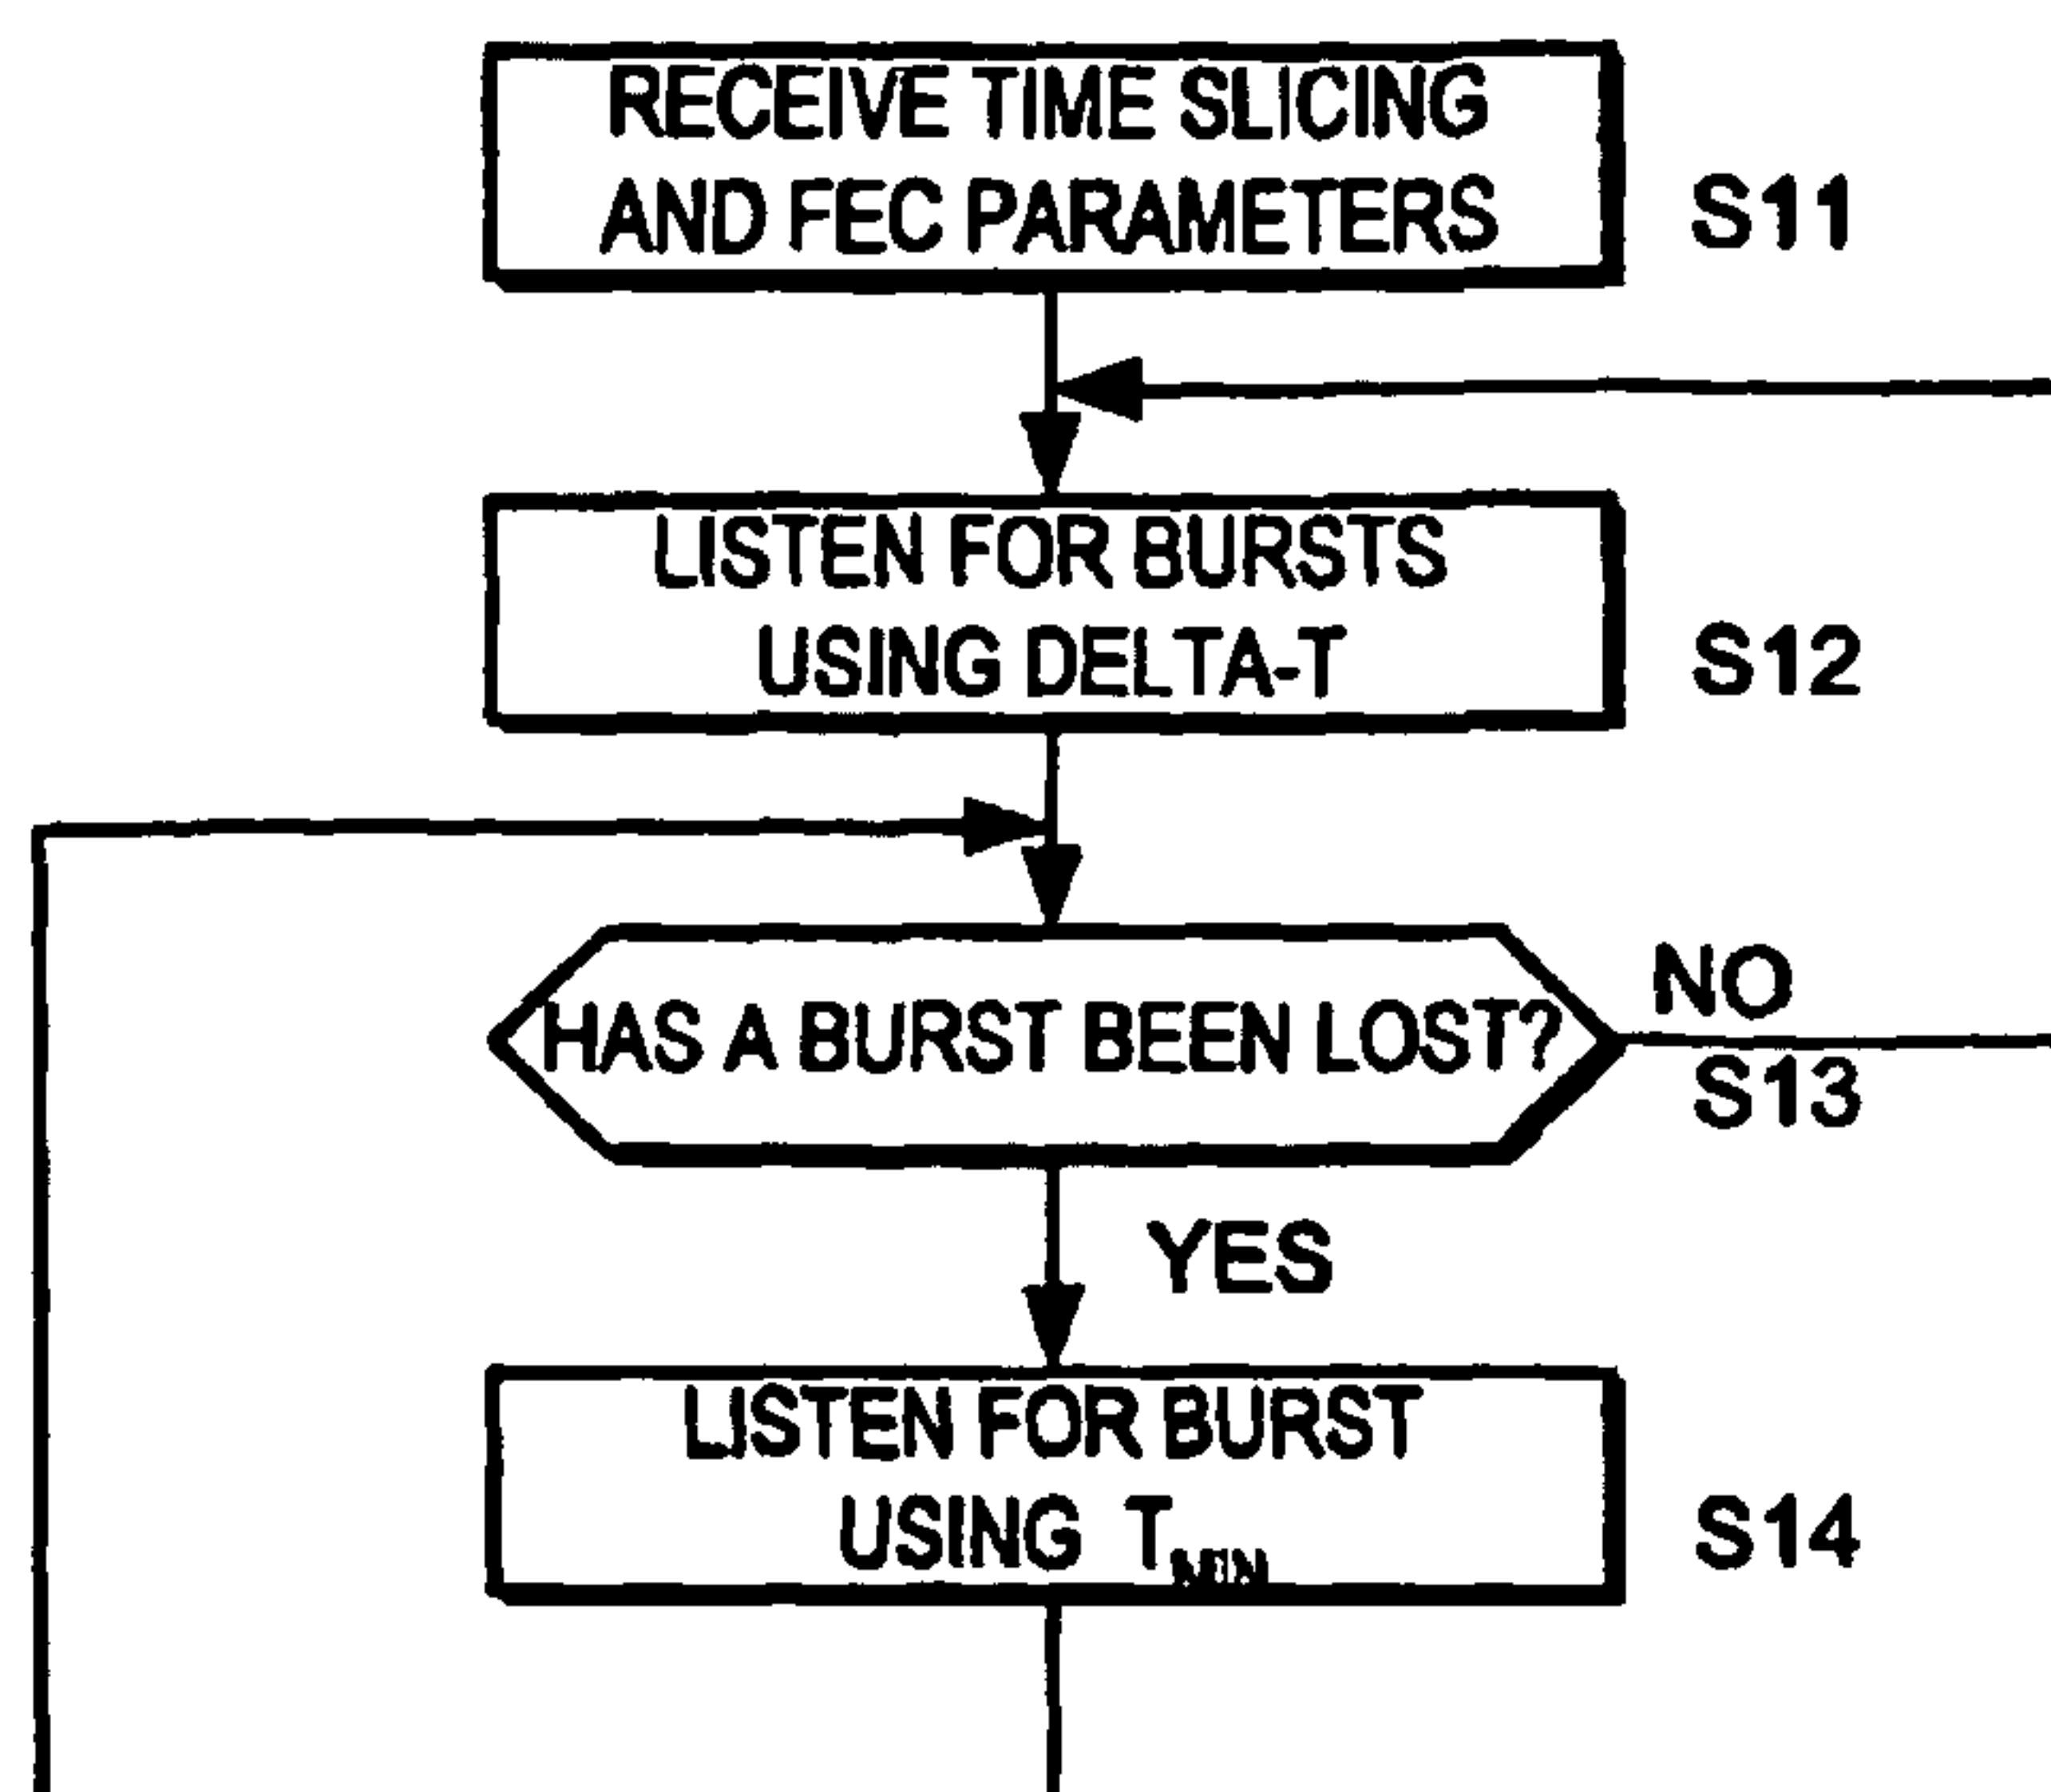 RECEIVE TIME SLICING
AND FEC PARAMETERS
S11
LISTEN FOR BURSTS
USING DELTA-T
S12
HAS A BURST BEEN LOST?
NO
S13
YES
LISTEN FOR BURST
USING T_MIN
S14